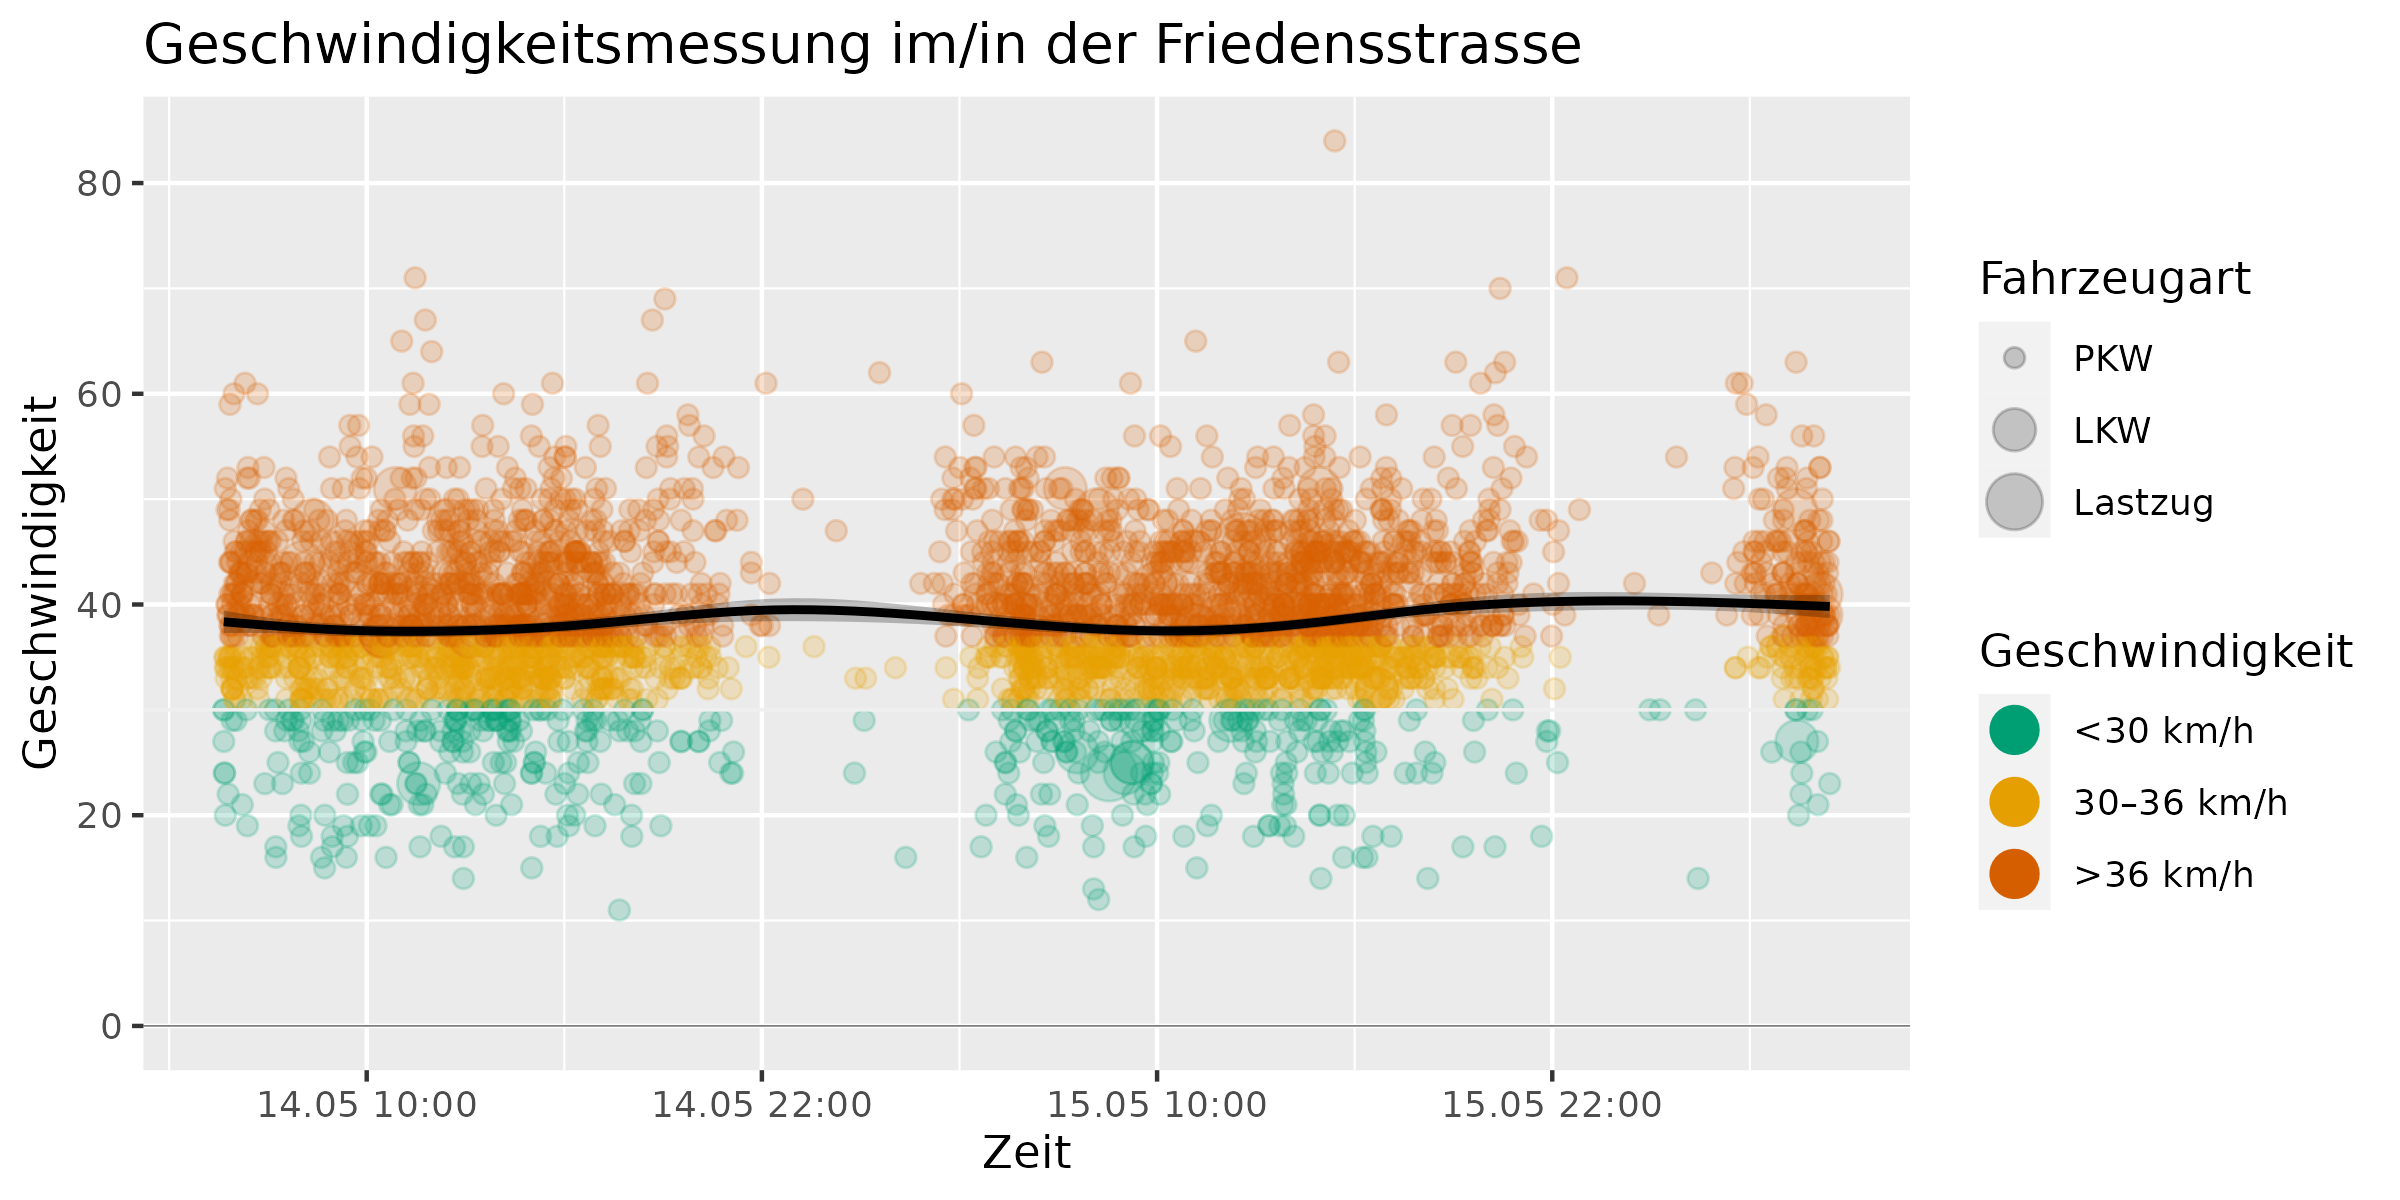 Geschwindigkeitsmessung im/in der Friedensstrasse
Geschwindigkeit
80
60
40
20
0
14.05 10:00
14.05 22:00
15.05 10:00
15.05 22:00
Zeit
Fahrzeugart
PKW
LKW
Lastzug
Geschwindigkeit
<30 km/h
30–36 km/h
>36 km/h